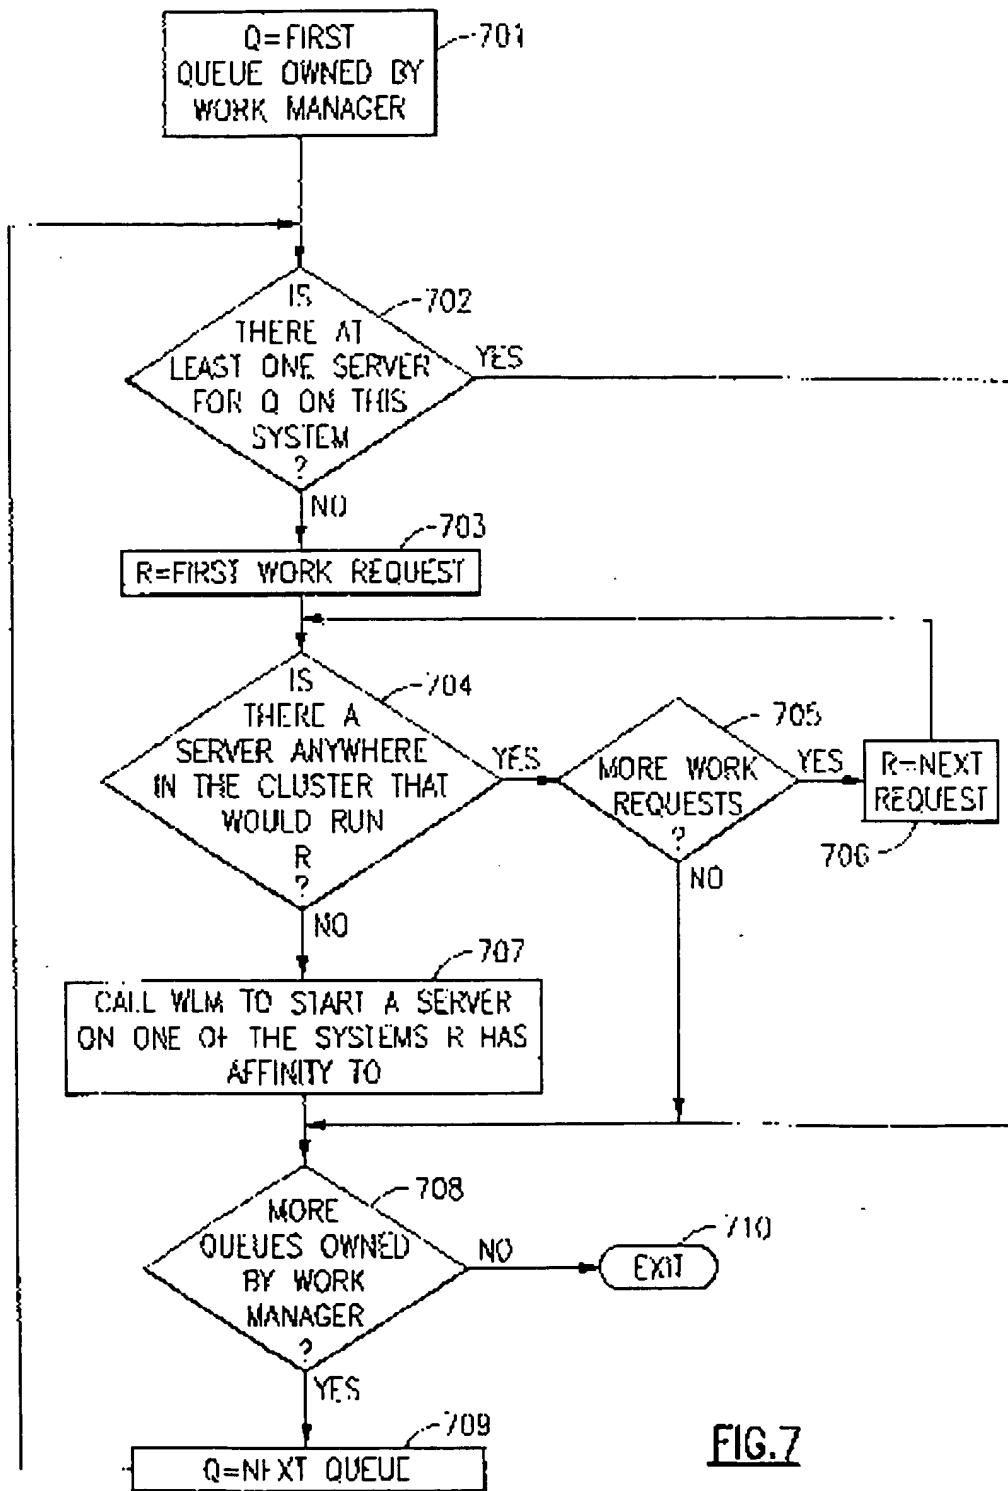 Q=FIRST
QUEUE OWNED BY
WORK MANAGER
701
IS
THERE AT
LEAST ONE SERVER
FOR Q ON THIS
SYSTEM
?
702
YES
NO
703
R=FIRST WORK REQUEST
IS
THERE A
SERVER ANYWHERE
IN THE CLUSTER THAT
WOULD RUN
R
?
704
YES
NO
705
MORE WORK
REQUESTS
?
YES
NO
R=NEXT
REQUEST
706
707
CALL WLM TO START A SERVER
ON ONE OF THE SYSTEMS R HAS
AFFINITY TO
708
MORE
QUEUES OWNED
BY WORK
MANAGER
?
NO
YES
710
EXIT
709
Q=NEXT QUEUE
FIG.7